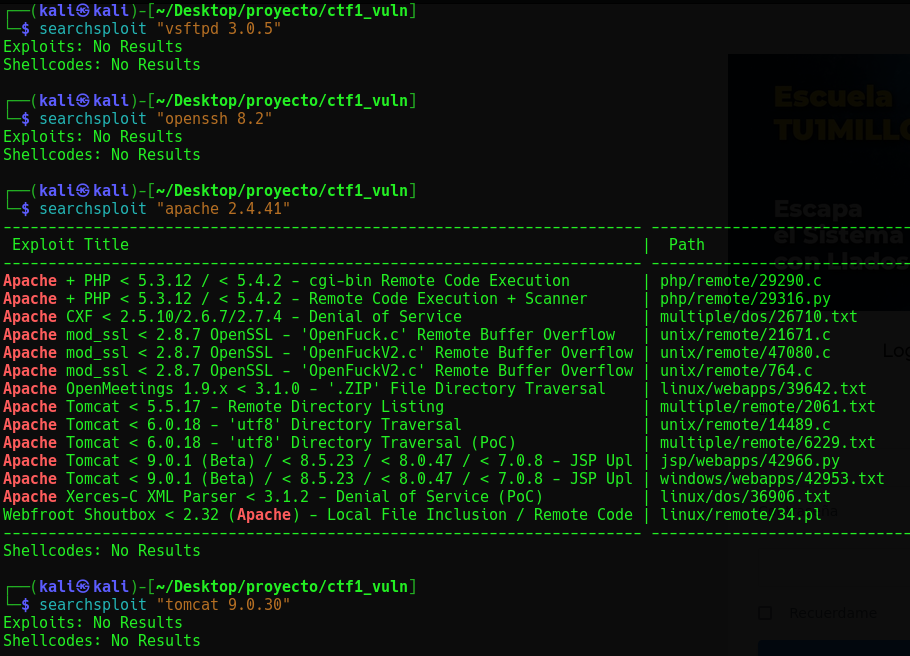 ┌──(kali㉿kali)-[~/Desktop/proyecto/ctf1_vuln]
└─$ searchsploit "vsftpd 3.0.5"
Exploits: No Results
Shellcodes: No Results
┌──(kali㉿kali)-[~/Desktop/proyecto/ctf1_vuln]
└─$ searchsploit "openssh 8.2"
Exploits: No Results
Shellcodes: No Results
┌──(kali㉿kali)-[~/Desktop/proyecto/ctf1_vuln]
└─$ searchsploit "apache 2.4.41"
Exploit Title | Path
Apache + PHP < 5.3.12 / < 5.4.2 - cgi-bin Remote Code Execution | php/remote/29290.c
Apache + PHP < 5.3.12 / < 5.4.2 - Remote Code Execution + Scanner | php/remote/29316.py
Apache CXF < 2.5.10/2.6.7/2.7.4 - Denial of Service | multiple/dos/26710.txt
Apache mod_ssl < 2.8.7 OpenSSL - 'OpenFuck.c' Remote Buffer Overflow | unix/remote/21671.c
Apache mod_ssl < 2.8.7 OpenSSL - 'OpenFuckV2.c' Remote Buffer Overflow | unix/remote/47080.c
Apache mod_ssl < 2.8.7 OpenSSL - 'OpenFuckV2.c' Remote Buffer Overflow | unix/remote/764.c
Apache OpenMeetings 1.9.x < 3.1.0 - '.ZIP' File Directory Traversal | linux/webapps/39642.txt
Apache Tomcat < 5.5.17 - Remote Directory Listing | multiple/remote/2061.txt
Apache Tomcat < 6.0.18 - 'utf8' Directory Traversal | unix/remote/14489.c
Apache Tomcat < 6.0.18 - 'utf8' Directory Traversal (PoC) | multiple/remote/6229.txt
Apache Tomcat < 9.0.1 (Beta) / < 8.5.23 / < 8.0.47 / < 7.0.8 - JSP Upl | jsp/webapps/42966.py
Apache Tomcat < 9.0.1 (Beta) / < 8.5.23 / < 8.0.47 / < 7.0.8 - JSP Upl | windows/webapps/42953.txt
Apache Xerces-C XML Parser < 3.1.2 - Denial of Service (PoC) | linux/dos/36906.txt
Webfroot Shoutbox < 2.32 (Apache) - Local File Inclusion / Remote Code | linux/remote/34.pl
Shellcodes: No Results
┌──(kali㉿kali)-[~/Desktop/proyecto/ctf1_vuln]
└─$ searchsploit "tomcat 9.0.30"
Exploits: No Results
Shellcodes: No Results
Escuela
Escapa
el Sistema
Recuerdame